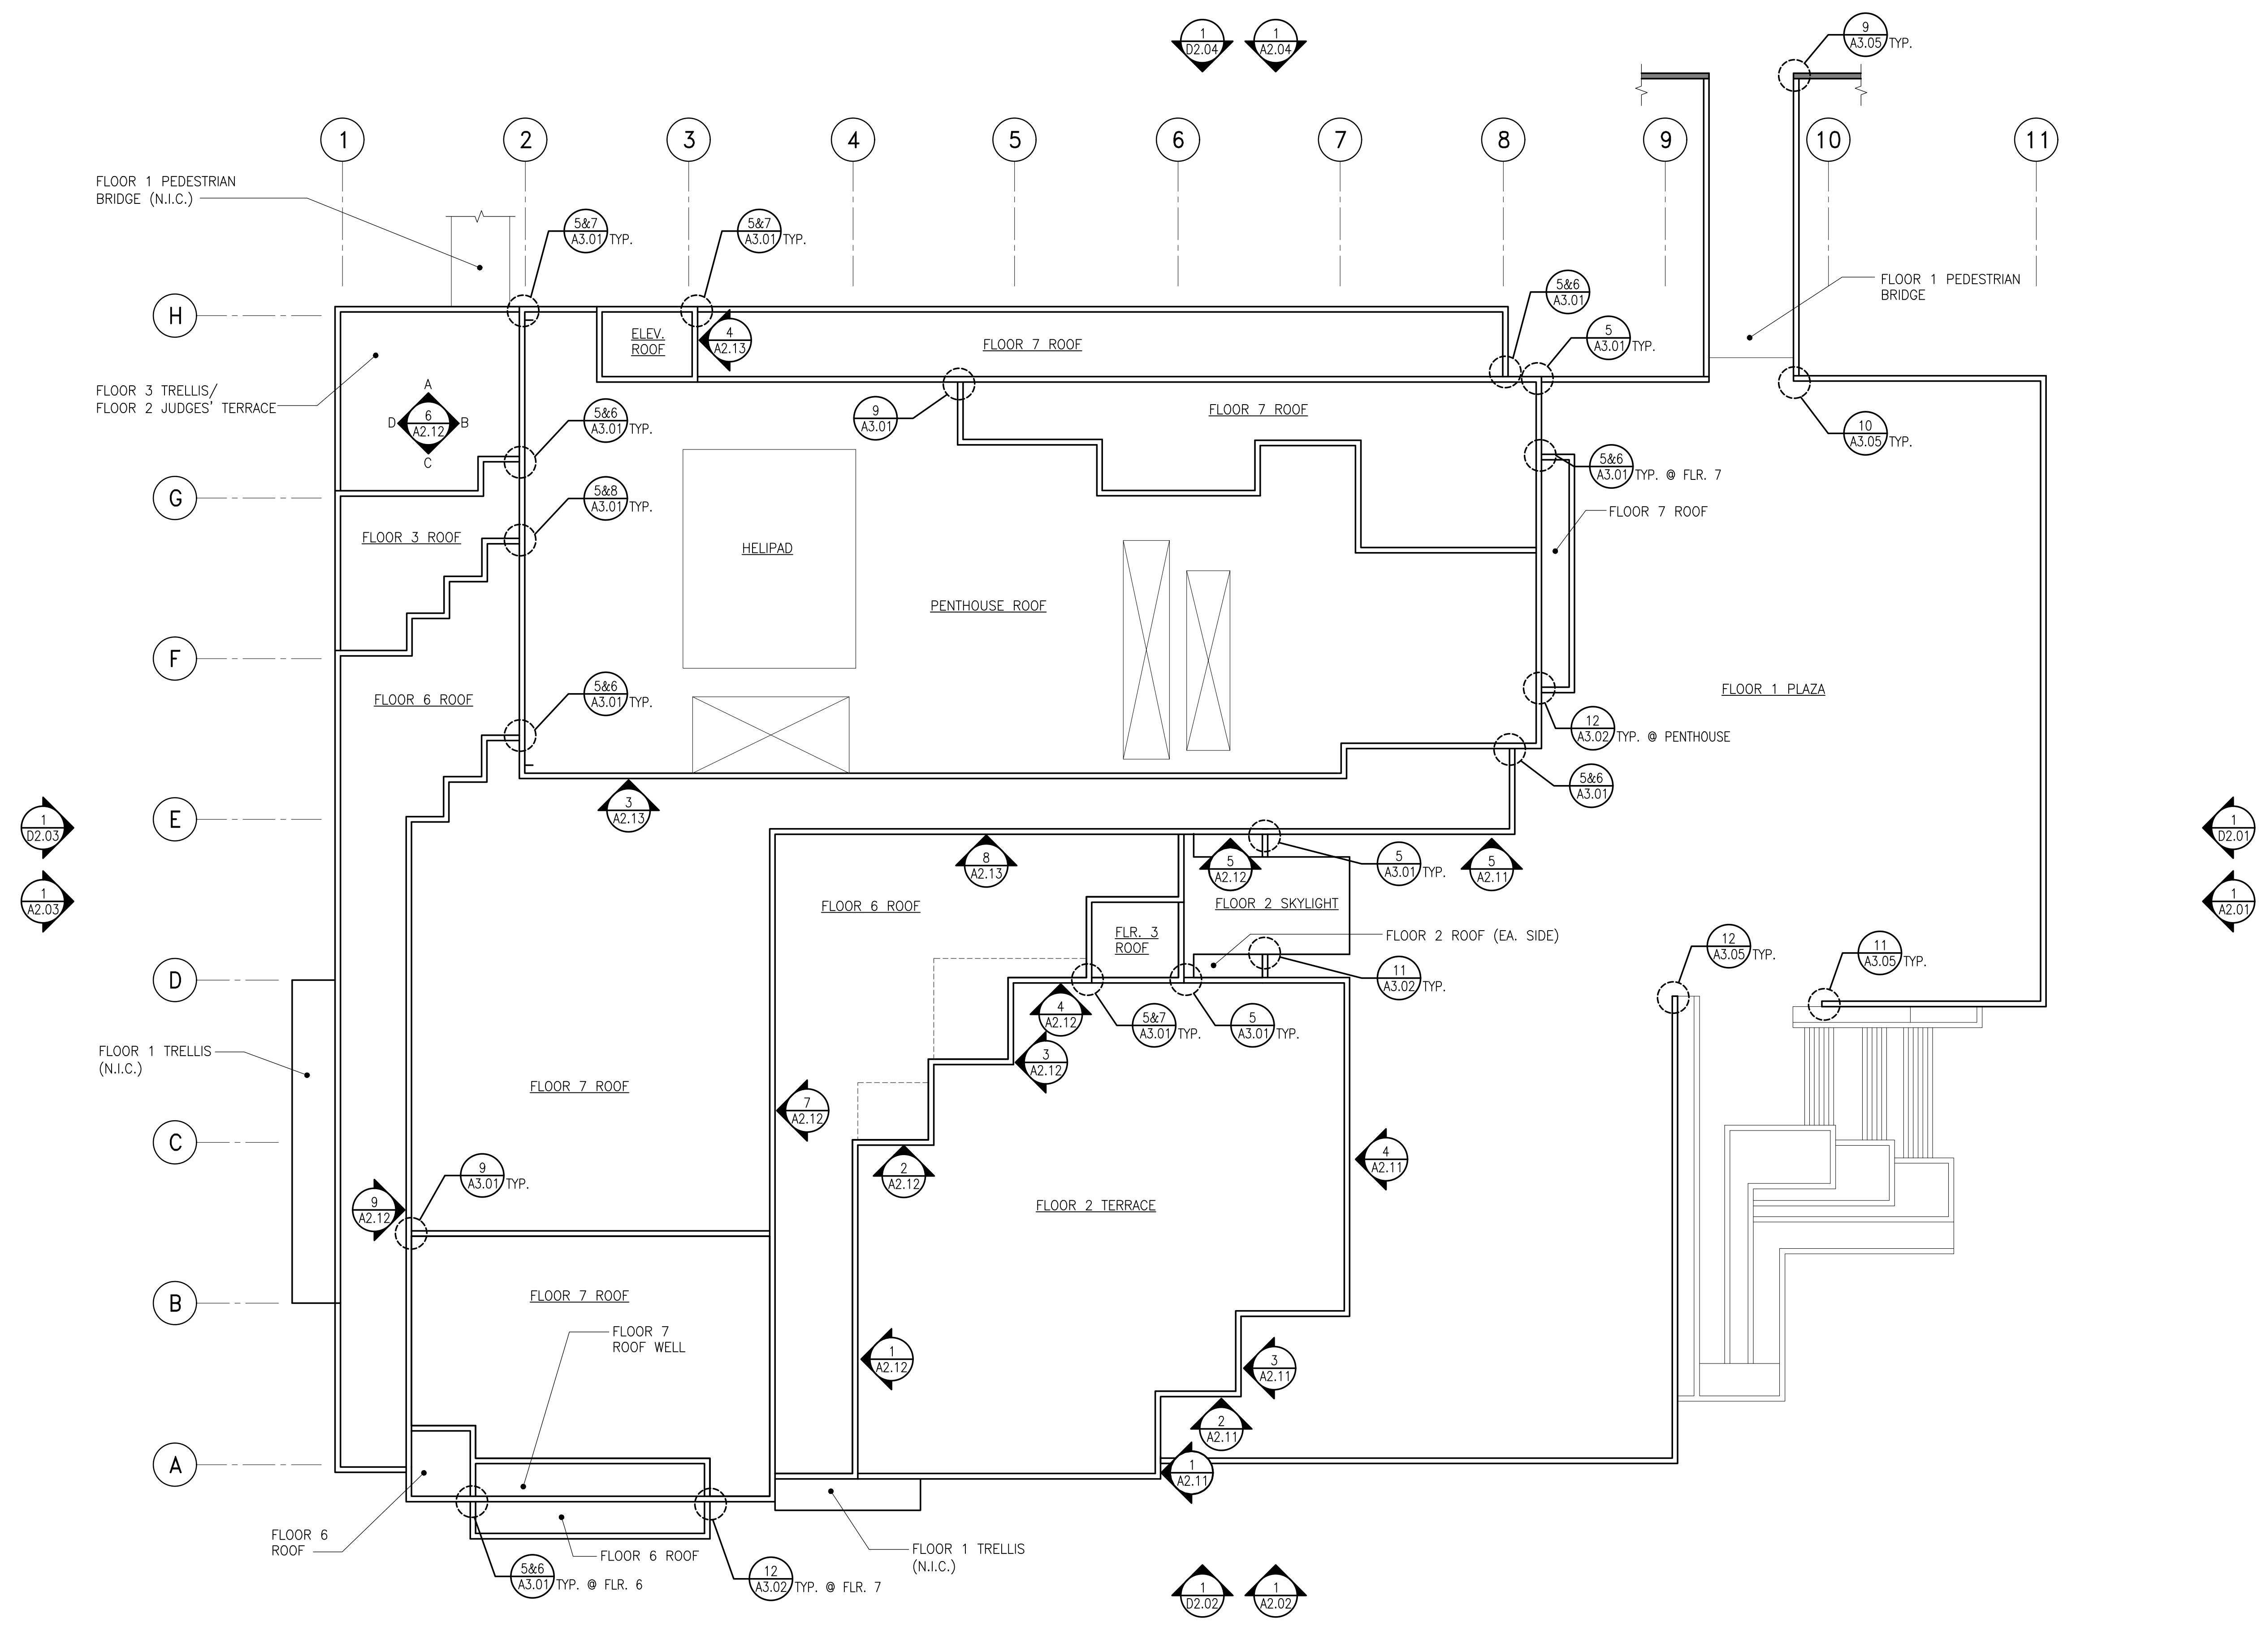 1
D2.04
1
A2.04
9
A3.05 TYP.
1
2
3
4
5
6
7
8
9
10
11
FLOOR 1 PEDESTRIAN
BRIDGE (N.I.C.)
5&7
A3.01 TYP.
5&7
A3.01 TYP.
5&6
A3.01
FLOOR 1 PEDESTRIAN
BRIDGE
H
ELEV.
ROOF
4
A2.13
FLOOR 7 ROOF
5
A3.01 TYP.
FLOOR 3 TRELLIS/
FLOOR 2 JUDGES' TERRACE
A
D
6
A2.12
B
C
5&6
A3.01 TYP.
9
A3.01
FLOOR 7 ROOF
10
A3.05 TYP.
5&6
A3.01 TYP. @ FLR. 7
G
5&8
A3.01 TYP.
FLOOR 7 ROOF
FLOOR 3 ROOF
HELIPAD
PENTHOUSE ROOF
F
FLOOR 6 ROOF
5&6
A3.01 TYP.
FLOOR 1 PLAZA
12
A3.02 TYP. @ PENTHOUSE
5&6
A3.01
3
A2.13
E
1
D2.03
1
D2.01
8
A2.13
5
A2.12
5
A3.01 TYP.
5
A2.11
1
A2.03
1
A2.01
FLOOR 6 ROOF
FLOOR 2 SKYLIGHT
FLR. 3
ROOF
FLOOR 2 ROOF (EA. SIDE)
12
A3.05 TYP.
11
A3.05 TYP.
D
11
A3.02 TYP.
4
A2.12
5&7
A3.01 TYP.
5
A3.01 TYP.
FLOOR 1 TRELLIS
(N.I.C.)
3
A2.12
FLOOR 7 ROOF
7
A2.12
C
9
A3.01 TYP.
2
A2.12
4
A2.11
9
A2.12
FLOOR 2 TERRACE
B
FLOOR 7 ROOF
FLOOR 7
ROOF WELL
1
A2.12
3
A2.11
2
A2.11
A
1
A2.11
FLOOR 6
ROOF
FLOOR 6 ROOF
FLOOR 1 TRELLIS
(N.I.C.)
5&6
A3.01 TYP. @ FLR. 6
12
A3.02 TYP. @ FLR. 7
1
D2.02
1
A2.02